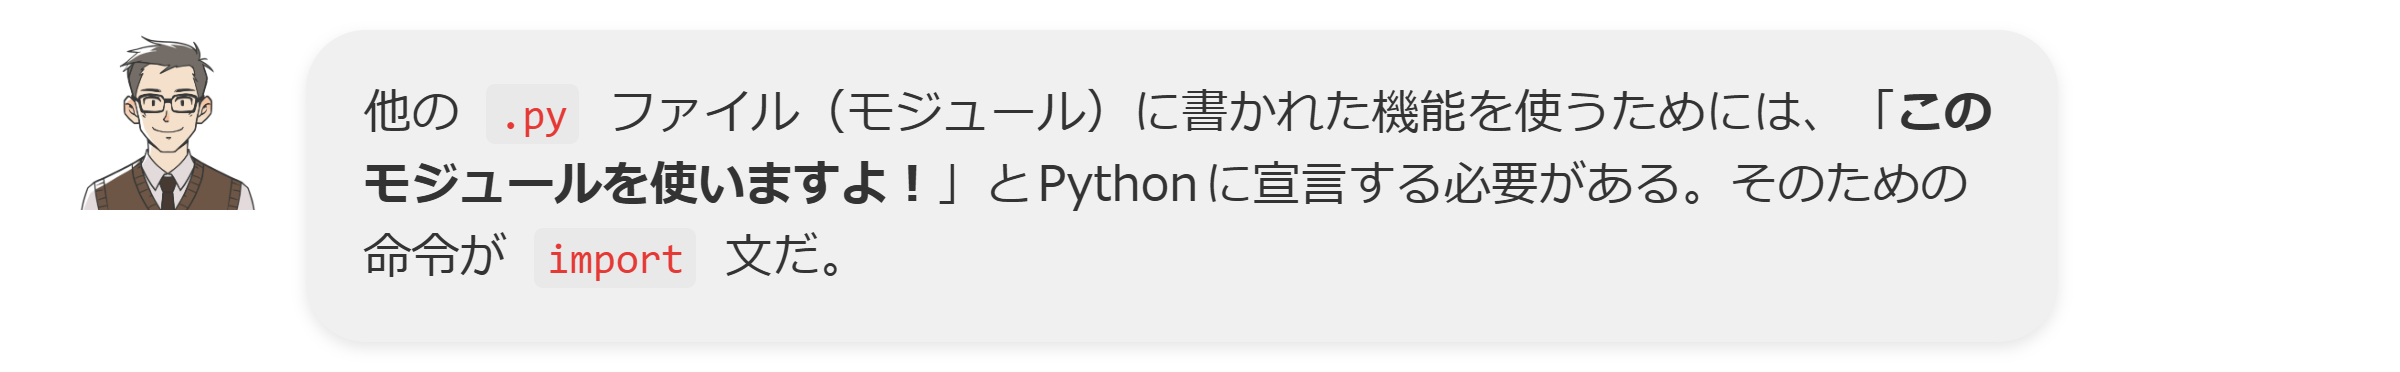 他の .py ファイル（モジュール）に書かれた機能を使うためには、「この
モジュールを使いますよ！」とPythonに宣言する必要がある。そのための
命令が import 文だ。